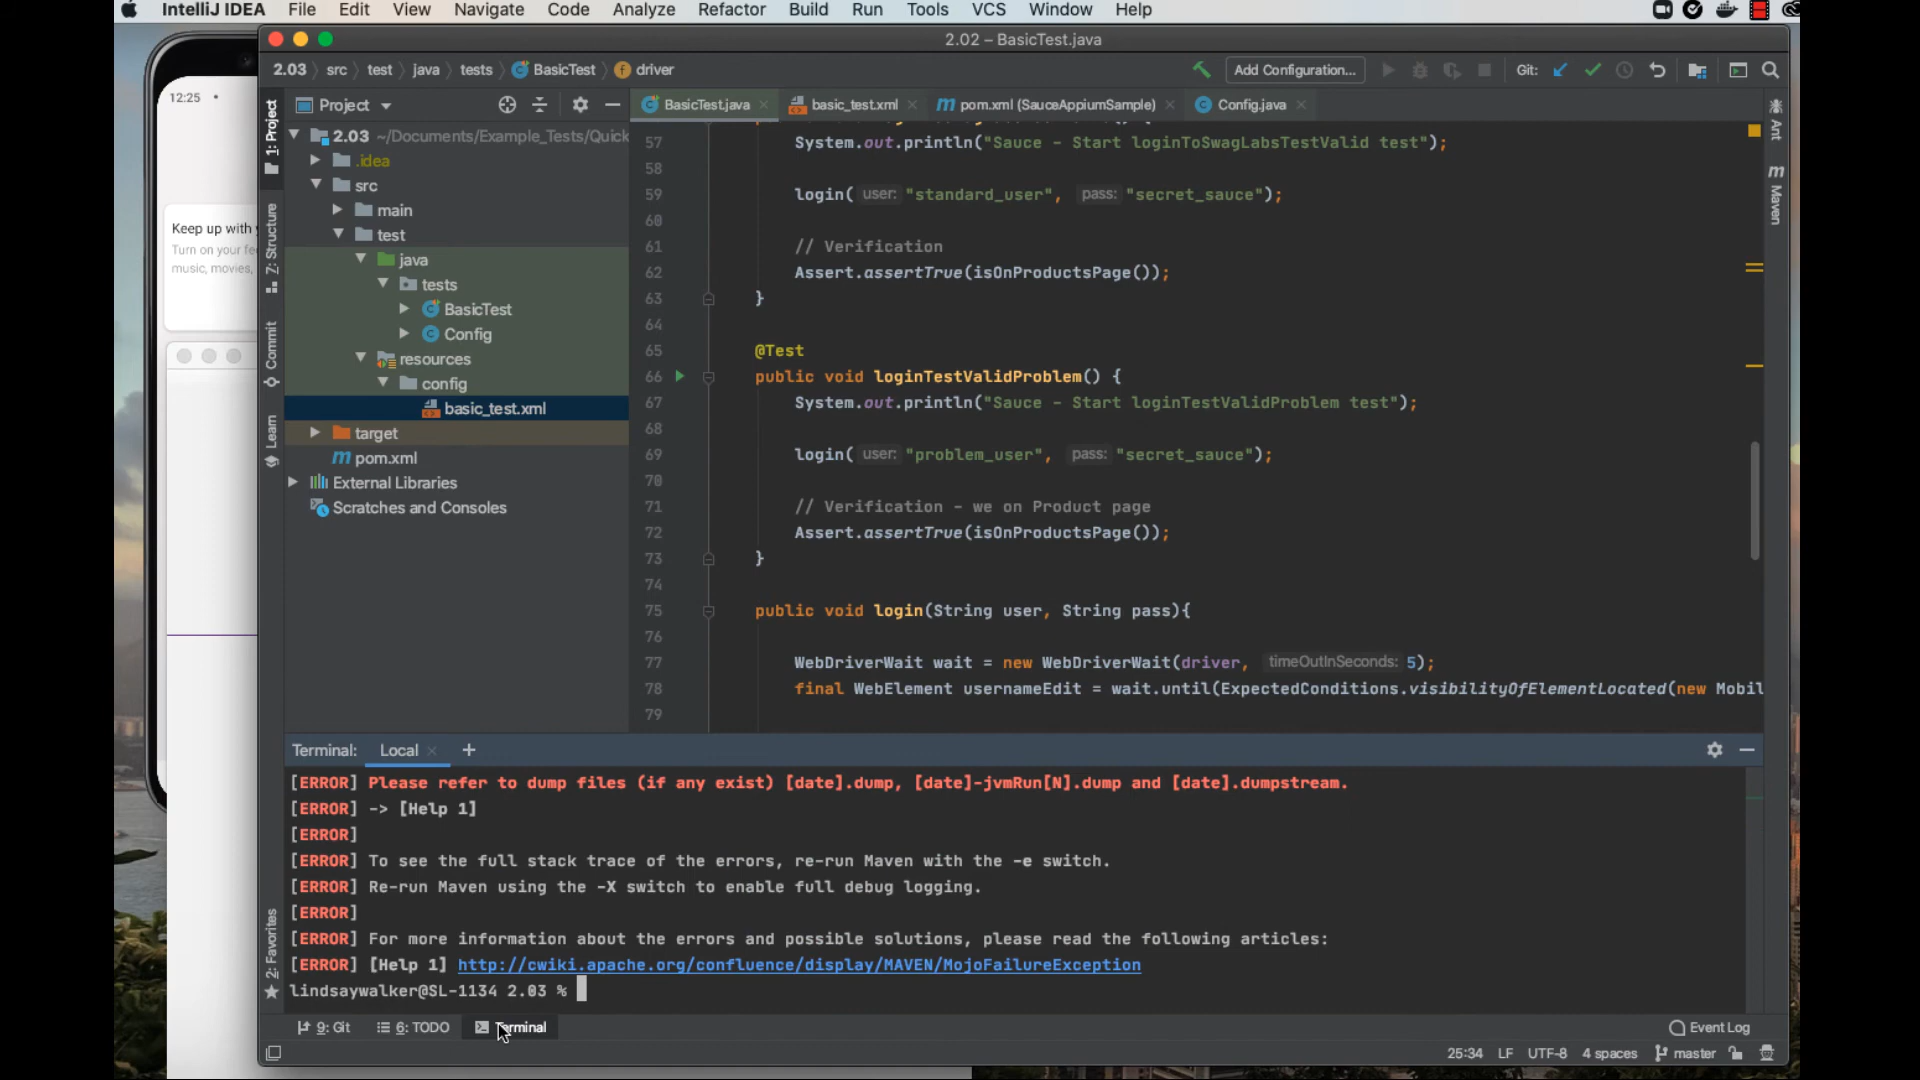 IntelliJ IDEA File Edit View Navigate Code Analyze Refactor Build Run Tools VCS Window Help
2.02 – BasicTest.java
2.03 src test java tests BasicTest driver Add Configuration... Git:
12:25
Keep up with
Turn on your fe
music, movies,
1: Project
7: Structure
Commit
Learn
2: Favorites
Project
2.03 ~/Documents/Example_Tests/Quick
.idea
src
main
test
java
tests
BasicTest
Config
resources
config
basic_test.xml
target
pom.xml
External Libraries
Scratches and Consoles
BasicTest.java basic_test.xml pom.xml (SauceAppiumSample) Config.java
57 System.out.println("Sauce - Start loginToSwagLabsTestValid test");
58
59 login( user: "standard_user", pass: "secret_sauce");
60
61 // Verification
62 Assert.assertTrue(isOnProductsPage());
63 }
64
65 @Test
66 public void loginTestValidProblem() {
67 System.out.println("Sauce - Start loginTestValidProblem test");
68
69 login( user: "problem_user", pass: "secret_sauce");
70
71 // Verification - we on Product page
72 Assert.assertTrue(isOnProductsPage());
73 }
74
75 public void login(String user, String pass){
76
77 WebDriverWait wait = new WebDriverWait(driver, timeOutInSeconds: 5);
78 final WebElement usernameEdit = wait.until(ExpectedConditions.visibilityOfElementLocated(new Mobil
79
Ant
Maven
Terminal: Local
[ERROR] Please refer to dump files (if any exist) [date].dump, [date]-jvmRun[N].dump and [date].dumpstream.
[ERROR] -> [Help 1]
[ERROR]
[ERROR] To see the full stack trace of the errors, re-run Maven with the -e switch.
[ERROR] Re-run Maven using the -X switch to enable full debug logging.
[ERROR]
[ERROR] For more information about the errors and possible solutions, please read the following articles:
[ERROR] [Help 1] http://cwiki.apache.org/confluence/display/MAVEN/MojoFailureException
lindsaywalker@SL-1134 2.03 %
9: Git 6: TODO Terminal Event Log
25:34 LF UTF-8 4 spaces master